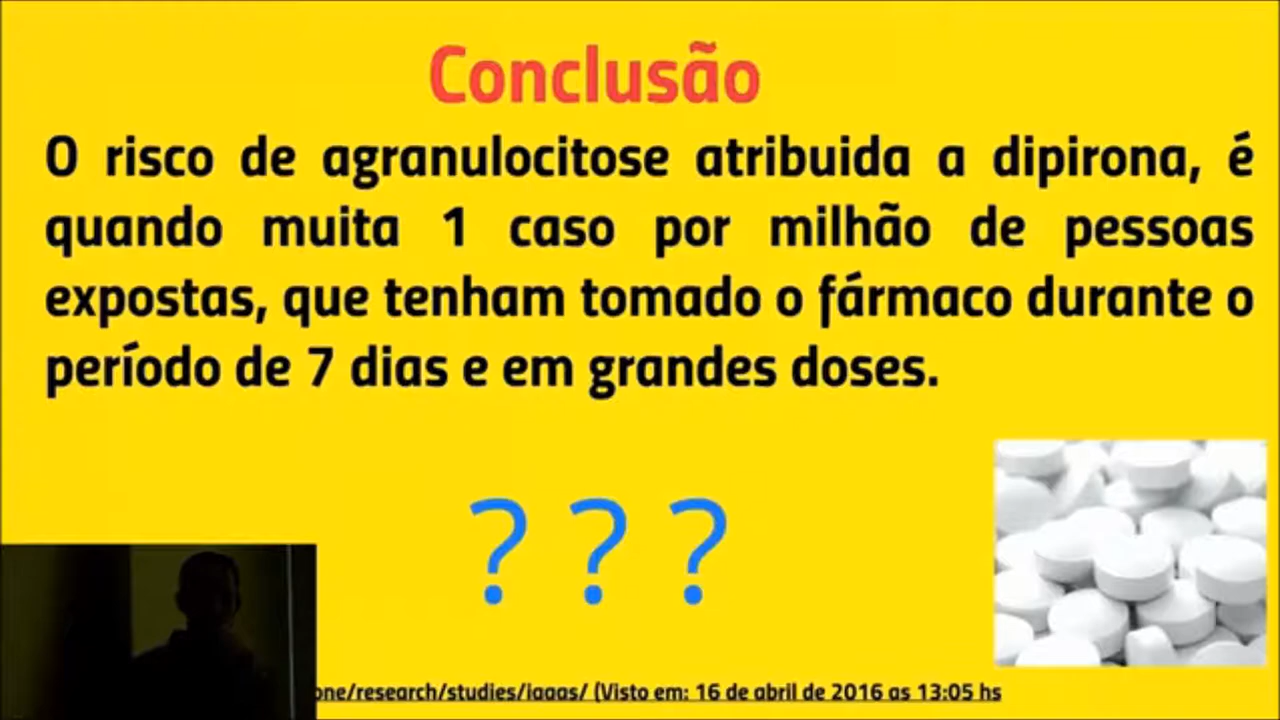 Conclusão
O risco de agranulocitose atribuida a dipirona, é
quando muita 1 caso por milhão de pessoas
expostas, que tenham tomado o fármaco durante o
período de 7 dias e em grandes doses.
? ? ?
one/research/studies/iaaas/ (Visto em: 16 de abril de 2016 as 13:05 hs